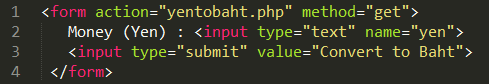 1 <form action="yentobaht.php" method="get">
2 Money (Yen) : <input type="text" name="yen">
3 <input type="submit" value="Convert to Baht">
4 </form>